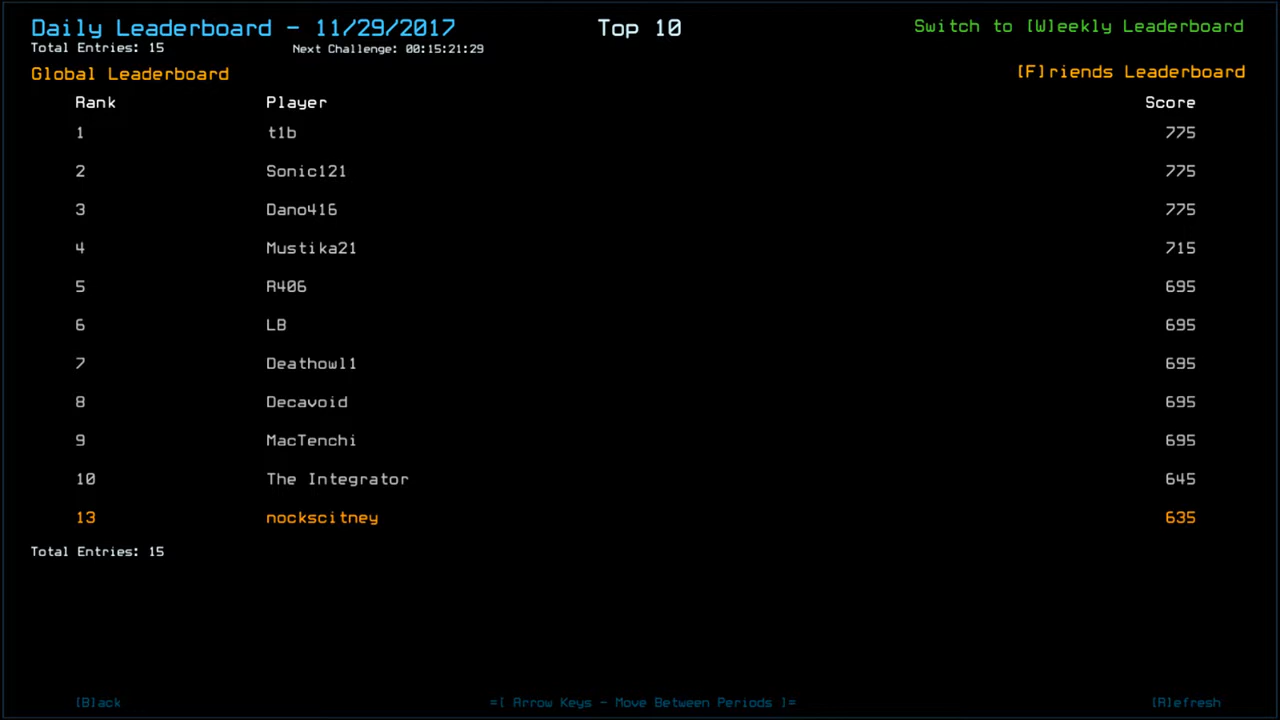 Daily Leaderboard - 11/29/2017 Top 10 Switch to [W]eekly Leaderboard
Total Entries: 15 Next Challenge: 00:15:21:29
Global Leaderboard [F]riends Leaderboard
Rank Player Score
1 t1b 775
2 Sonic121 775
3 Dano416 775
4 Mustika21 715
5 R406 695
6 LB 695
7 Deathowl1 695
8 Decavoid 695
9 MacTenchi 695
10 The Integrator 645
13 nockscitney 635
Total Entries: 15
[B]ack =[ Arrow Keys - Move Between Periods ]= [R]efresh